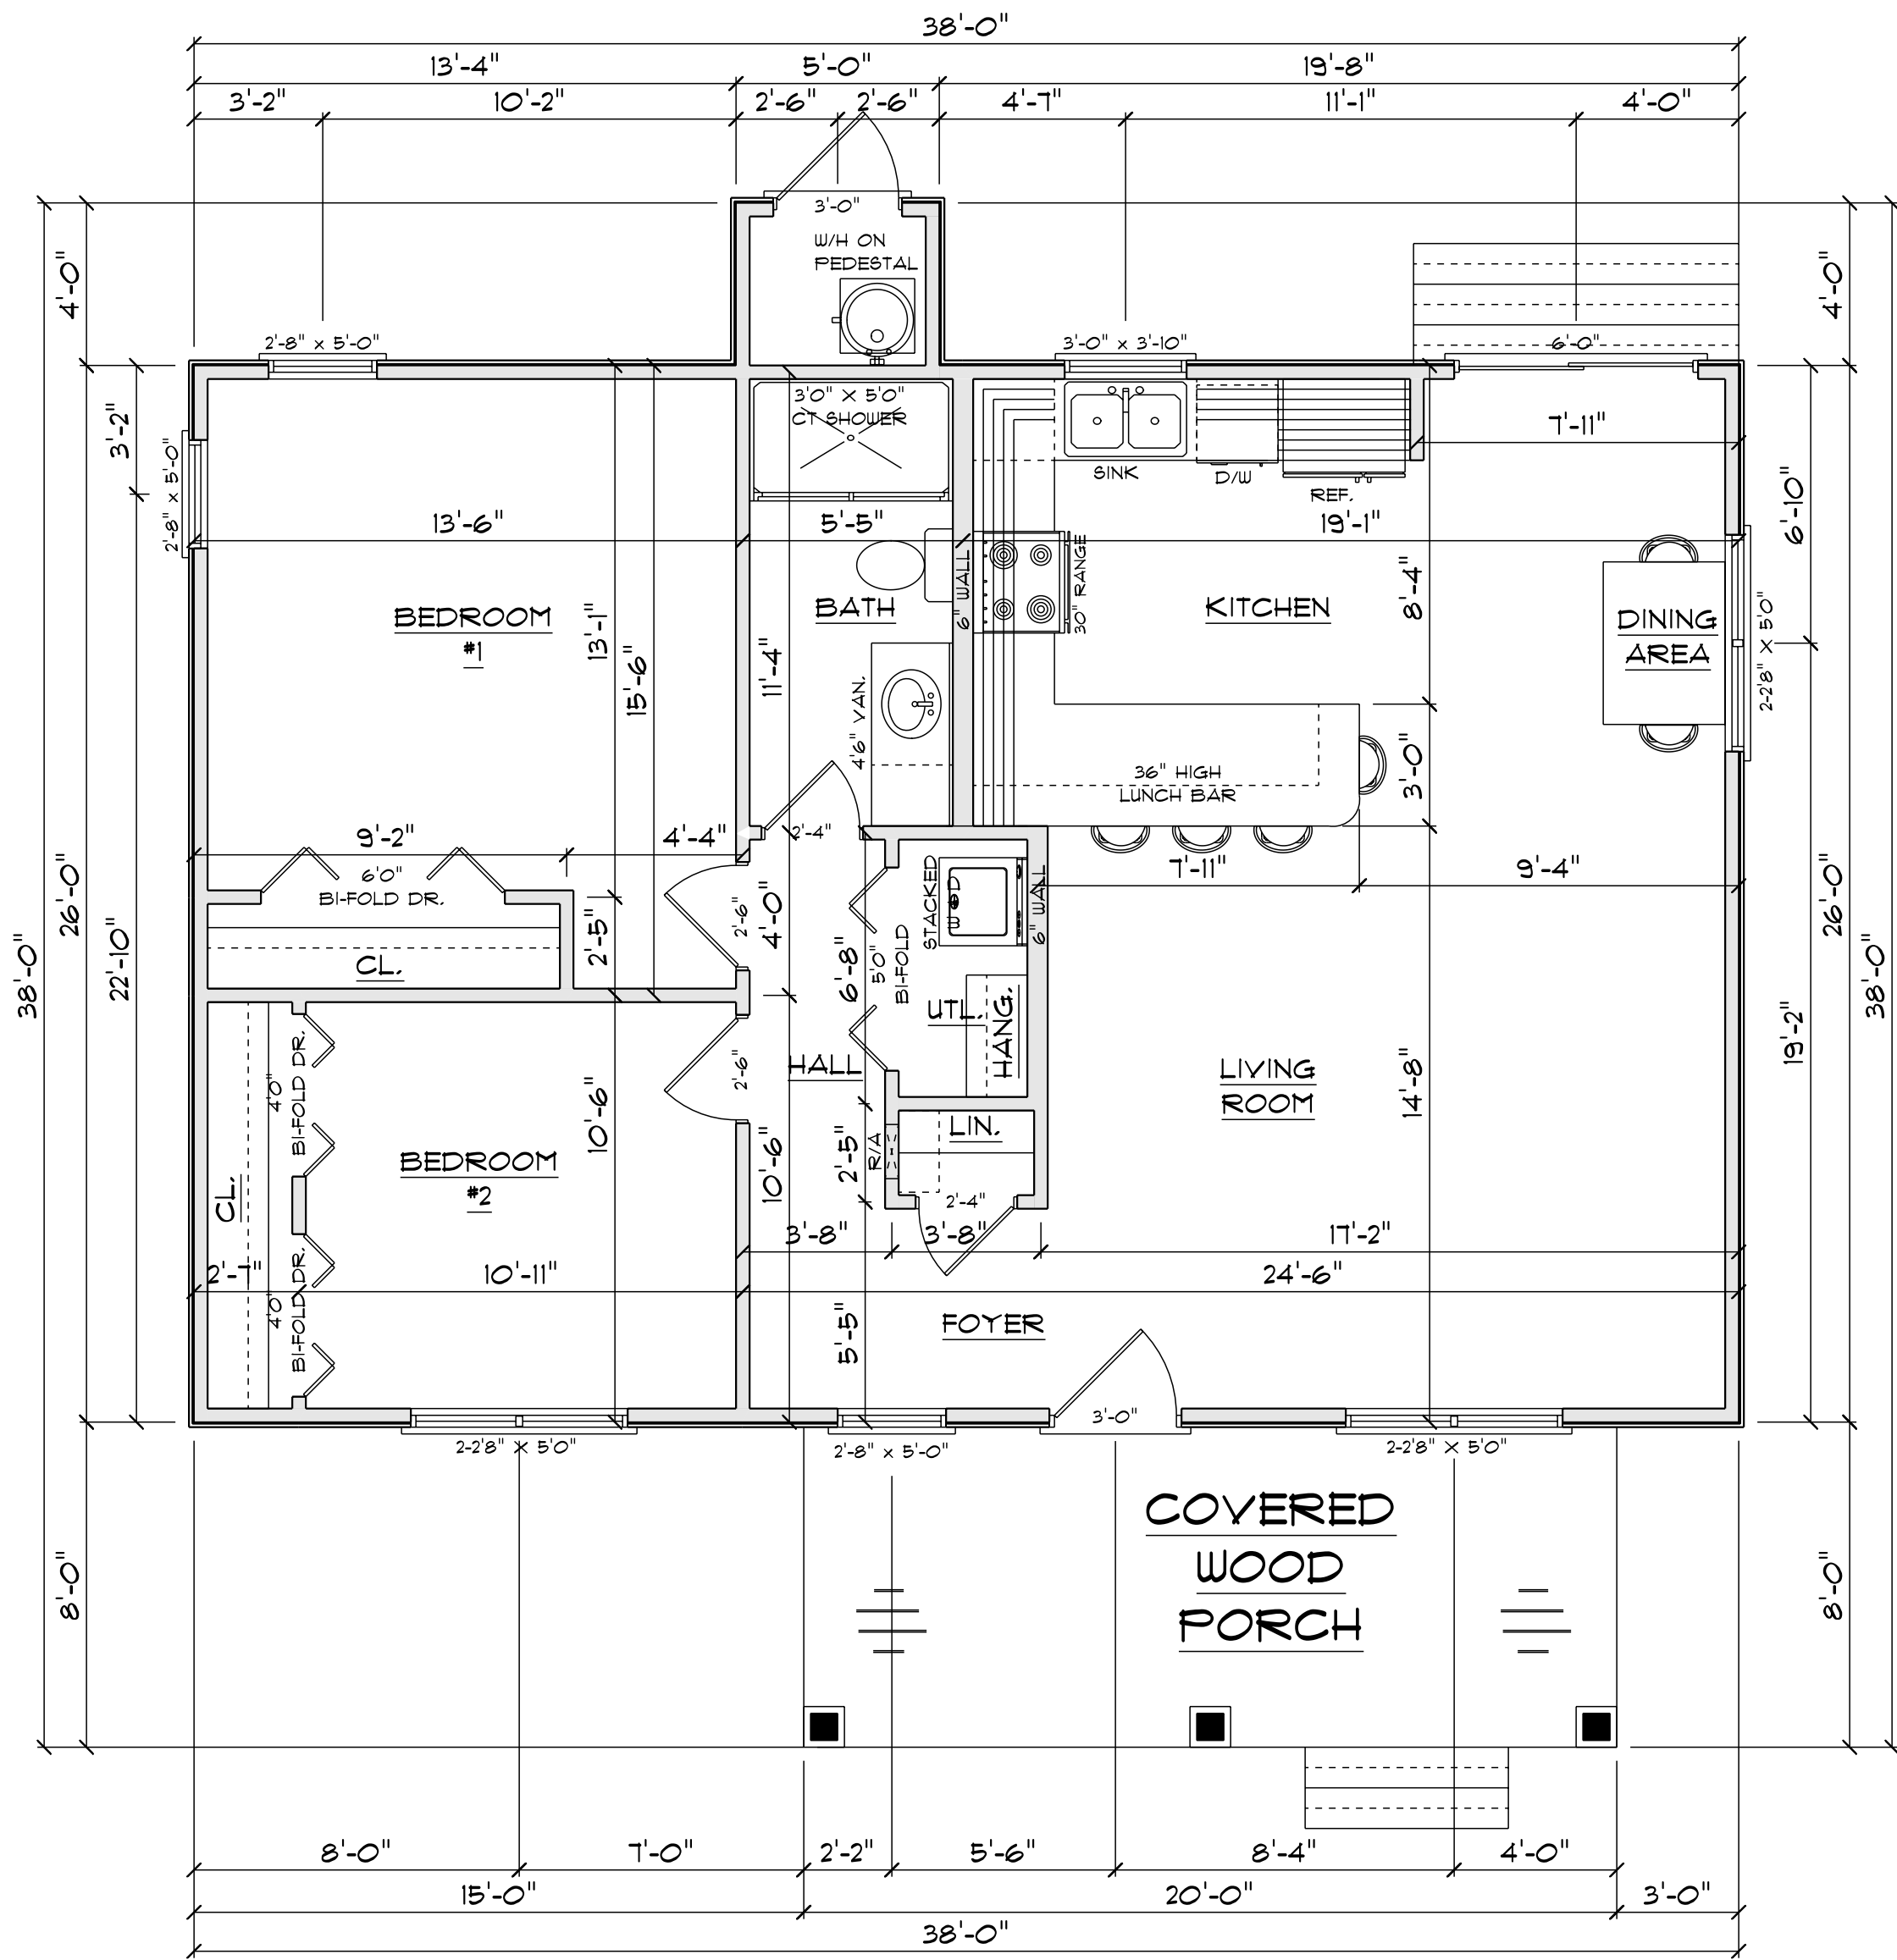 38'-0"
13'-4" 5'-0" 19'-8"
3'-2" 10'-2" 2'-6" 2'-6" 4'-7" 11'-1" 4'-0"
3'-0"
W/H ON
PEDESTAL
4'-0"
4'-0"
2'-8" x 5'-0"
3'-0" x 3'-10"
6'-0"
3'0" X 5'0"
CT SHOWER
3'-2"
7'-11"
SINK
D/W
REF.
2'-8" x 5'-0"
13'-6" 5'-5" 19'-1"
6'-10"
6" WALL
30" RANGE
8'-4"
BEDROOM
#1
13'-1"
15'-6"
BATH
11'-4"
KITCHEN
DINING
AREA
2-2'8" X 5'0"
4'6" VAN.
36" HIGH
LUNCH BAR
3'-0"
9'-2" 4'-4"
2'-4"
7'-11" 9'-4"
6'0"
BI-FOLD DR.
26'-0"
22'-10"
38'-0"
2'-5"
2'-6"
4'-0"
6'-8"
5'0"
BI-FOLD
STACKED
W&D
6" WALL
26'-0"
38'-0"
CL.
UTL.
HANG.
19'-2"
4'0"
BI-FOLD DR.
2'-6"
HALL
LIVING
ROOM
14'-8"
10'-6"
LIN.
R/A
2'-5"
BEDROOM
#2
CL.
10'-6"
2'-4"
3'-8" 3'-8" 17'-2"
2'-7" 10'-11" 24'-6"
4'0"
BI-FOLD DR.
5'-5"
FOYER
3'-0"
2-2'8" X 5'0"
2'-8" x 5'-0"
2-2'8" X 5'0"
COVERED
WOOD
PORCH
8'-0"
8'-0"
8'-0" 7'-0" 2'-2" 5'-6" 8'-4" 4'-0"
15'-0" 20'-0" 3'-0"
38'-0"